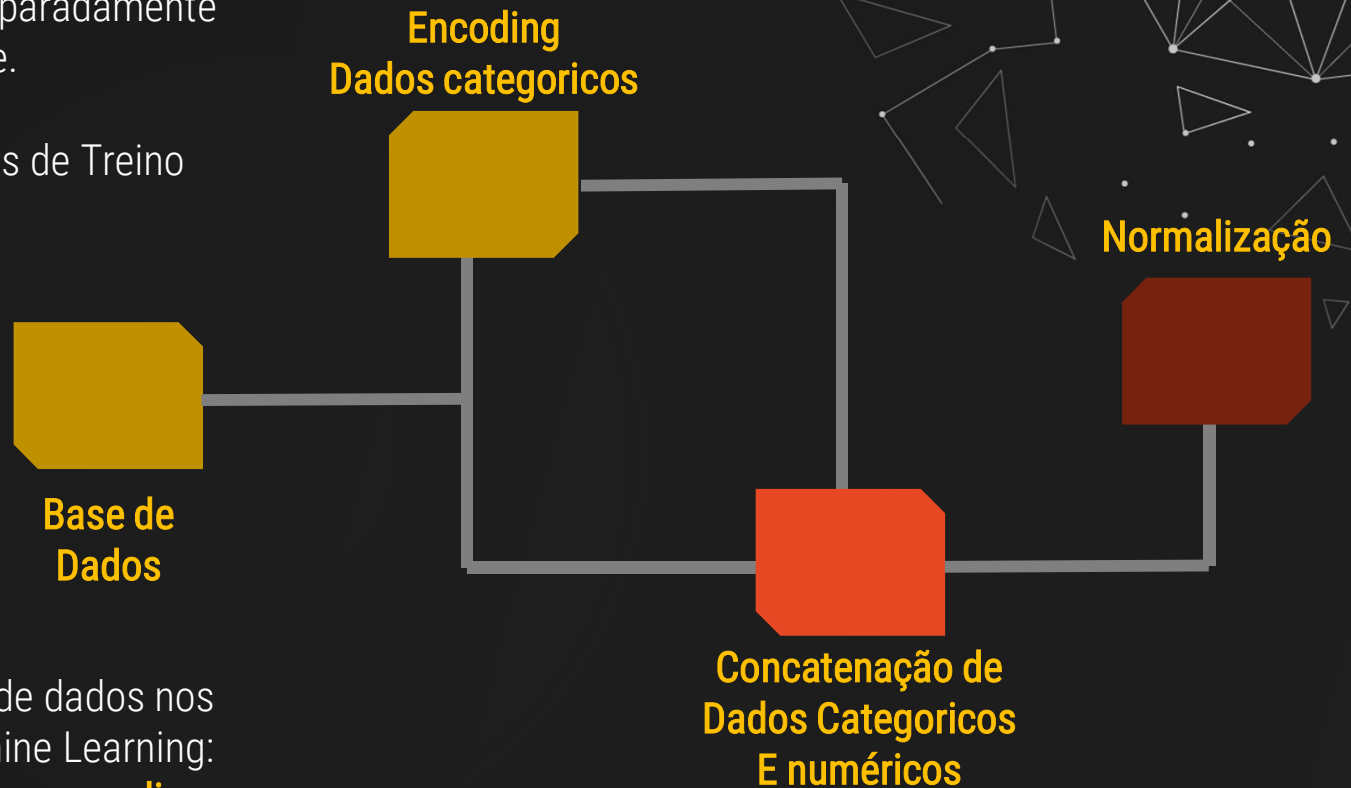 paradamente
e.
s de Treino
Encoding
Dados categoricos
Normalização
Base de
Dados
Concatenação de
Dados Categoricos
E numéricos
de dados nos
ine Learning: